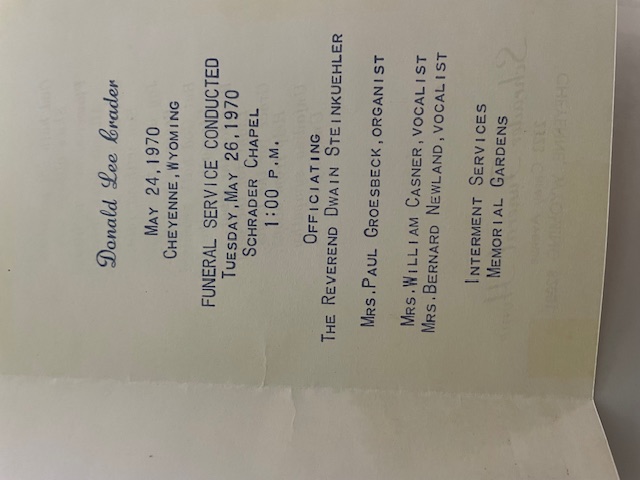 Donald Lee Crader
MAY 24, 1970
CHEYENNE, WYOMING
FUNERAL SERVICE CONDUCTED
TUESDAY, MAY 26, 1970
SCHRADER CHAPEL
1:00 P.M.
OFFICIATING
THE REVEREND DWAIN STEINKUEHLER
MRS. PAUL GROESBECK, ORGANIST
MRS. WILLIAM CASNER, VOCALIST
MRS. BERNARD NEWLAND, VOCALIST
INTERMENT SERVICES
MEMORIAL GARDENS